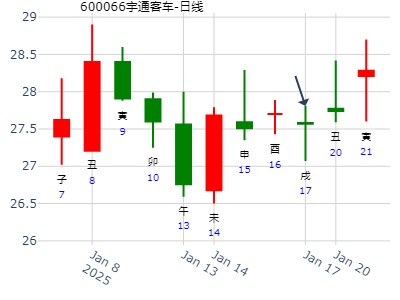 600066宇通客车-日线
29
28.5
28
27.5
27
26.5
26
子
7
丑
8
寅
9
卯
10
午
13
未
14
申
15
酉
16
戌
17
丑
20
寅
21
Jan 8
2025
Jan 13
Jan 14
Jan 17
Jan 20